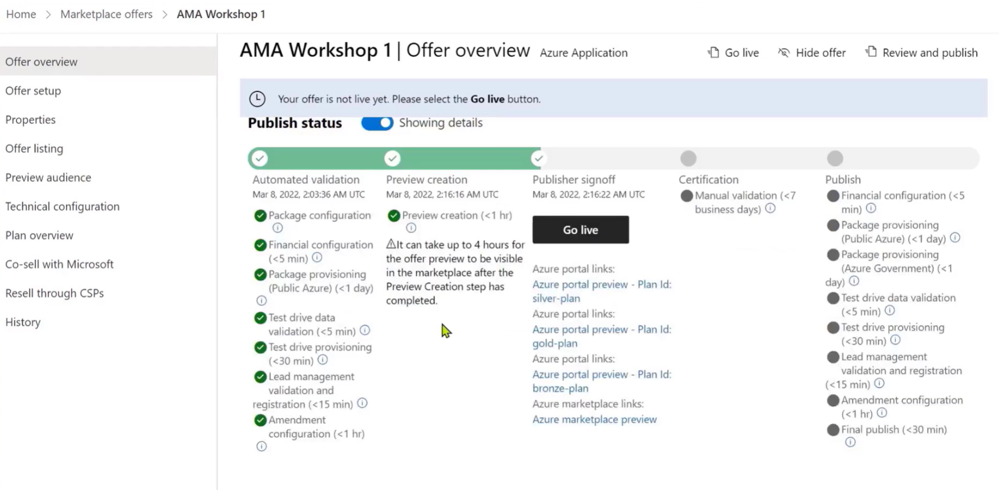 Home > Marketplace offers > AMA Workshop 1
Offer overview
Offer setup
Properties
Offer listing
Preview audience
Technical configuration
Plan overview
Co-sell with Microsoft
Resell through CSPs
History
AMA Workshop 1 | Offer overview Azure Application
Go live
Hide offer
Review and publish
Your offer is not live yet. Please select the Go live button.
Publish status
Showing details
Automated validation
Mar 8, 2022, 2:03:36 AM UTC
Package configuration
Financial configuration
(<5 min)
Package provisioning
(Public Azure) (<1 day)
Test drive data
validation (<5 min)
Test drive provisioning
(<30 min)
Lead management
validation and
registration (<15 min)
Amendment
configuration (<1 hr)
Preview creation
Mar 8, 2022, 2:16:16 AM UTC
Preview creation (<1 hr)
It can take up to 4 hours for
the offer preview to be visible
in the marketplace after the
Preview Creation step has
completed.
Publisher signoff
Mar 8, 2022, 2:16:22 AM UTC
Go live
Azure portal links:
Azure portal preview - Plan Id:
silver-plan
Azure portal links:
Azure portal preview - Plan Id:
gold-plan
Azure portal links:
Azure portal preview - Plan Id:
bronze-plan
Azure marketplace links:
Azure marketplace preview
Certification
Manual validation (<7
business days)
Publish
Financial configuration (<5
min)
Package provisioning
(Public Azure) (<1 day)
Package provisioning
(Azure Government) (<1
day)
Test drive data validation
(<5 min)
Test drive provisioning
(<30 min)
Lead management
validation and registration
(<15 min)
Amendment configuration
(<1 hr)
Final publish (<30 min)